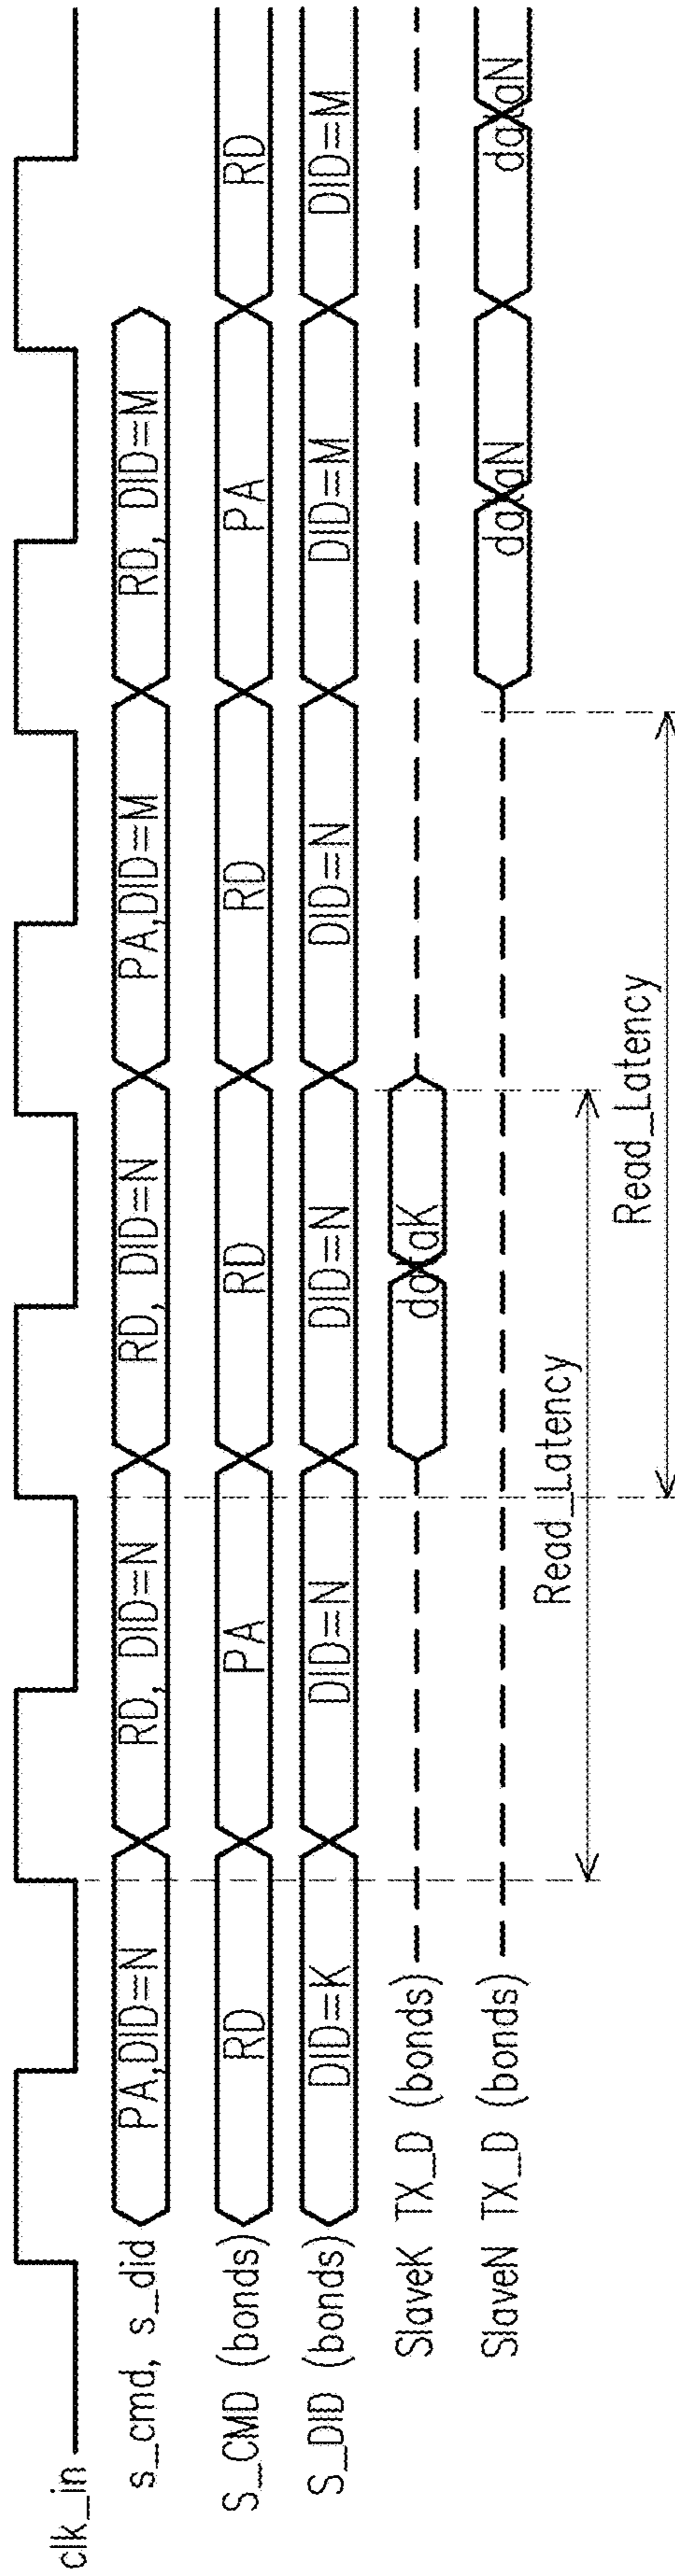 clk_in
s_cmd, s_did PA,DID=N RD, DID=N RD, DID=N PA,DID=M RD, DID=M
S_CMD (bonds) RD PA RD RD PA RD
S_DID (bonds) DID=K DID=N DID=N DID=N DID=M DID=M
SlaveK TX_D (bonds) dataK
SlaveN TX_D (bonds) dataN dataN
Read_Latency
Read_Latency